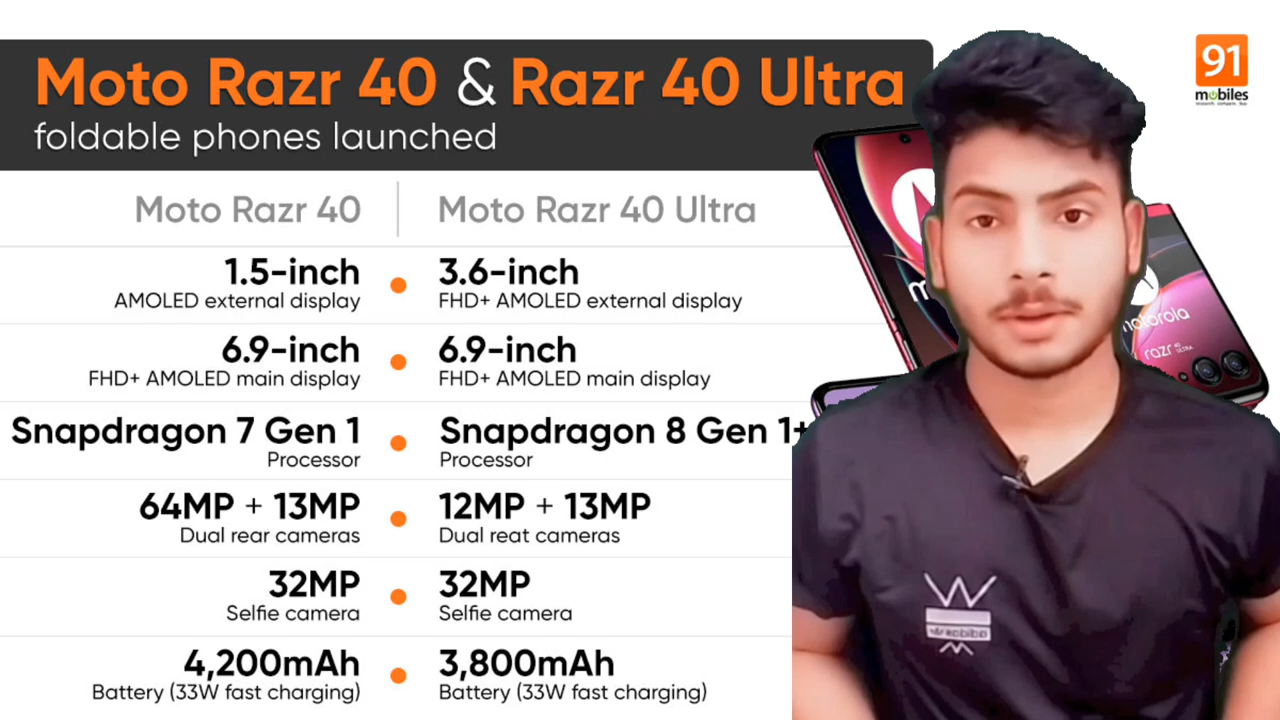 Moto Razr 40 & Razr 40 Ultra
foldable phones launched
91
mobiles
Moto Razr 40
Moto Razr 40 Ultra
1.5-inch
AMOLED external display
3.6-inch
FHD+ AMOLED external display
6.9-inch
FHD+ AMOLED main display
6.9-inch
FHD+ AMOLED main display
Snapdragon 7 Gen 1
Processor
Snapdragon 8 Gen 1+
Processor
64MP + 13MP
Dual rear cameras
12MP + 13MP
Dual reat cameras
32MP
Selfie camera
32MP
Selfie camera
4,200mAh
Battery (33W fast charging)
3,800mAh
Battery (33W fast charging)
motorola
razr 40
ULTRA